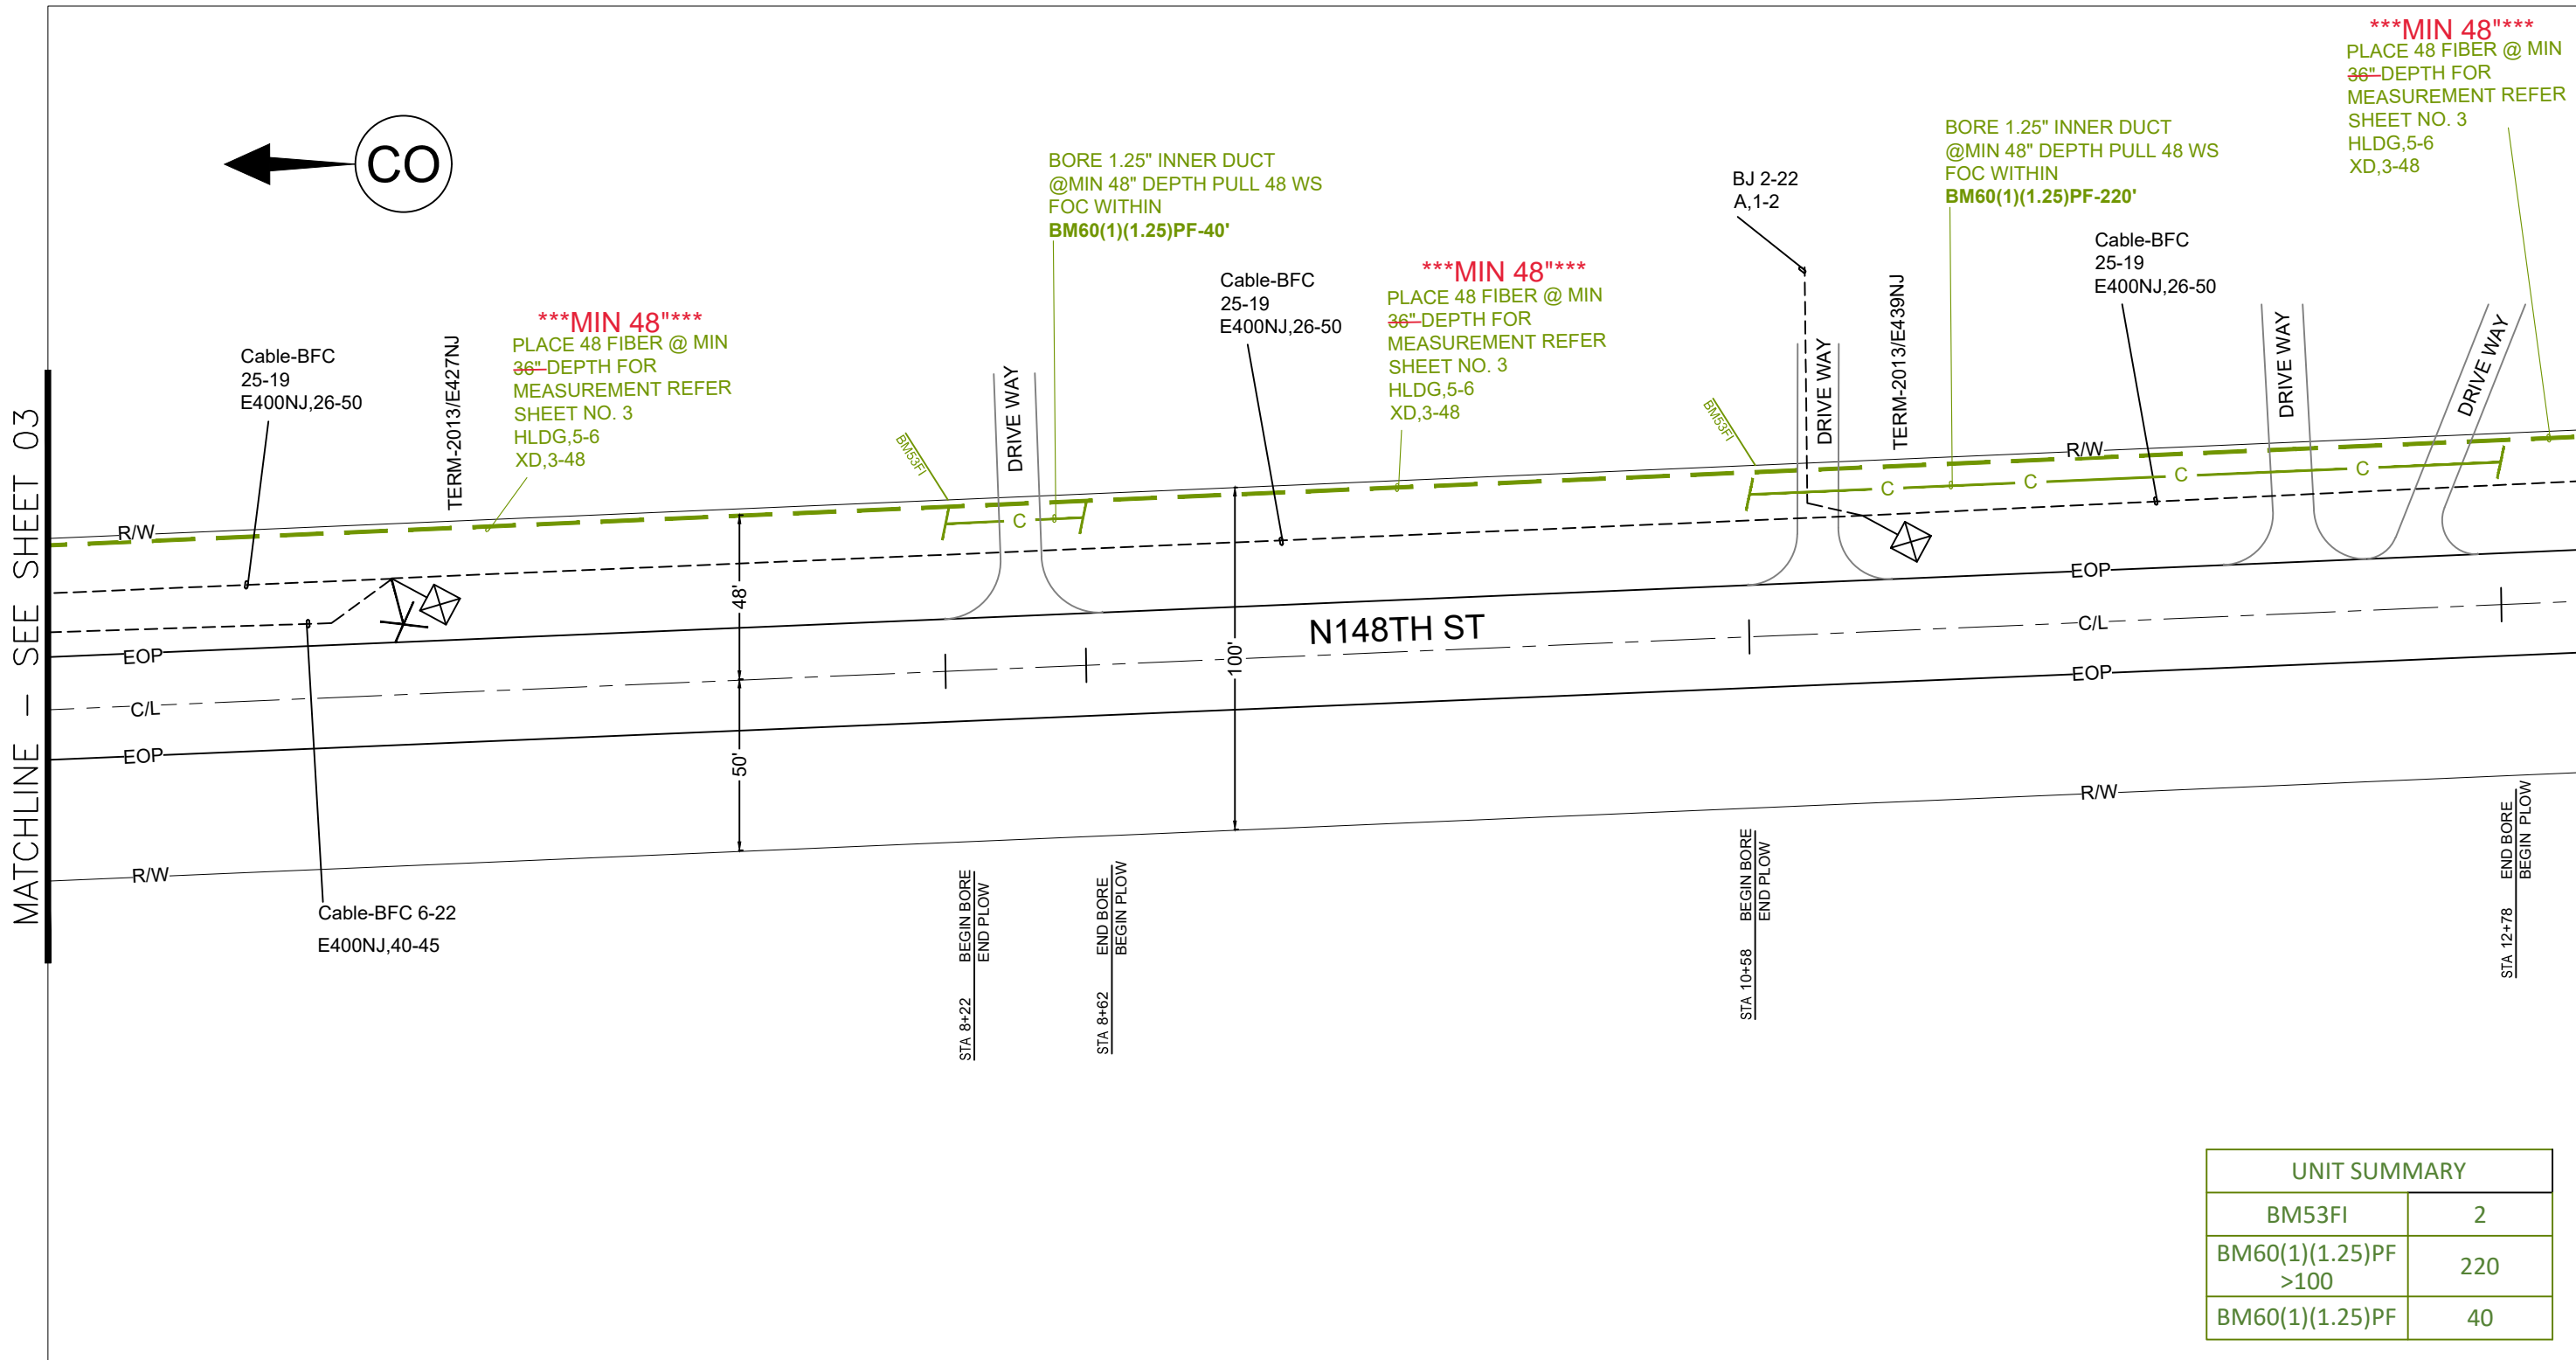 ***MIN 48"***
PLACE 48 FIBER @ MIN
36" DEPTH FOR
MEASUREMENT REFER
SHEET NO. 3
HLDG,5-6
XD,3-48
CO
BORE 1.25" INNER DUCT
@MIN 48" DEPTH PULL 48 WS
FOC WITHIN
BM60(1)(1.25)PF-40'
BJ 2-22
A,1-2
BORE 1.25" INNER DUCT
@MIN 48" DEPTH PULL 48 WS
FOC WITHIN
BM60(1)(1.25)PF-220'
Cable-BFC
25-19
E400NJ,26-50
Cable-BFC
25-19
E400NJ,26-50
***MIN 48"***
PLACE 48 FIBER @ MIN
36" DEPTH FOR
MEASUREMENT REFER
SHEET NO. 3
HLDG,5-6
XD,3-48
***MIN 48"***
PLACE 48 FIBER @ MIN
36" DEPTH FOR
MEASUREMENT REFER
SHEET NO. 3
HLDG,5-6
XD,3-48
Cable-BFC
25-19
E400NJ,26-50
TERM-2013/E427NJ
TERM-2013/E439NJ
DRIVE WAY
DRIVE WAY
DRIVE WAY
DRIVE WAY
BM53FI
BM53FI
MATCHLINE - SEE SHEET 03
R/W
R/W
C
C
C
C
C
48'
50'
100'
N148TH ST
EOP
EOP
C/L
C/L
EOP
EOP
R/W
R/W
Cable-BFC 6-22
E400NJ,40-45
STA 8+22 BEGIN BORE
END PLOW
STA 8+62 END BORE
BEGIN PLOW
STA 10+58 BEGIN BORE
END PLOW
STA 12+78 END BORE
BEGIN PLOW
UNIT SUMMARY
BM53FI 2
BM60(1)(1.25)PF
>100 220
BM60(1)(1.25)PF 40